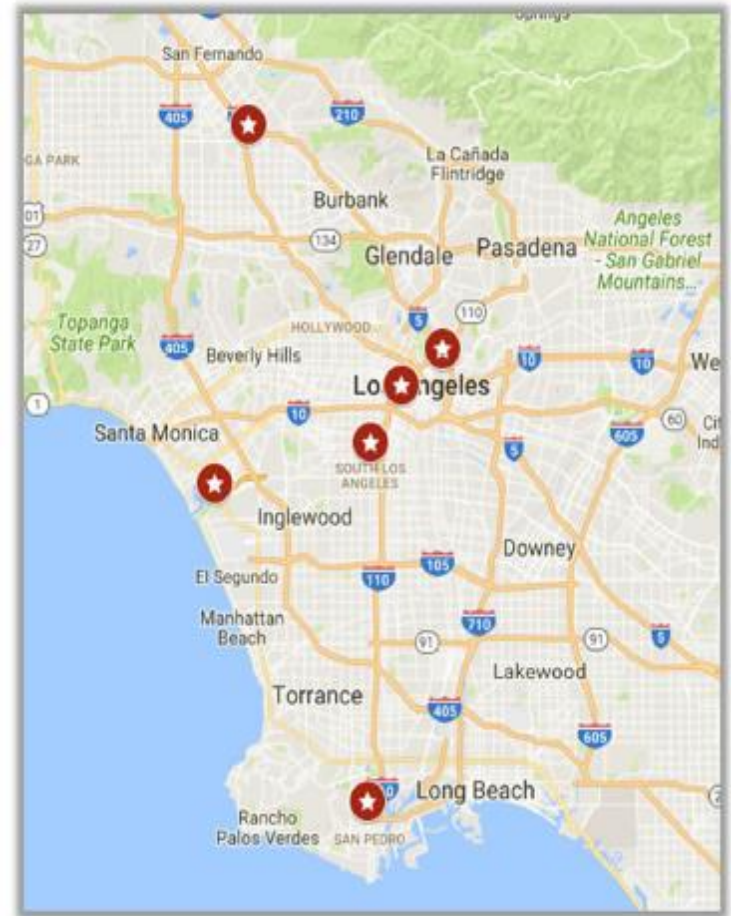 Springs
San Fernando
405
210
La Cañada
Flintridge
GA PARK
Burbank
101
27
134
Glendale
Pasadena
Angeles
National Forest
- San Gabriel
Mountains...
Topanga
State Park
HOLLYWOOD
5
110
405
Beverly Hills
10
10
We
1
Los Angeles
10
60
Cit
Ind
605
Santa Monica
5
SOUTH LOS
ANGELES
Inglewood
Downey
El Segundo
110
105
Manhattan
Beach
710
91
91
5
Lakewood
Torrance
405
605
Long Beach
Rancho
Palos Verdes
SAN PEDRO